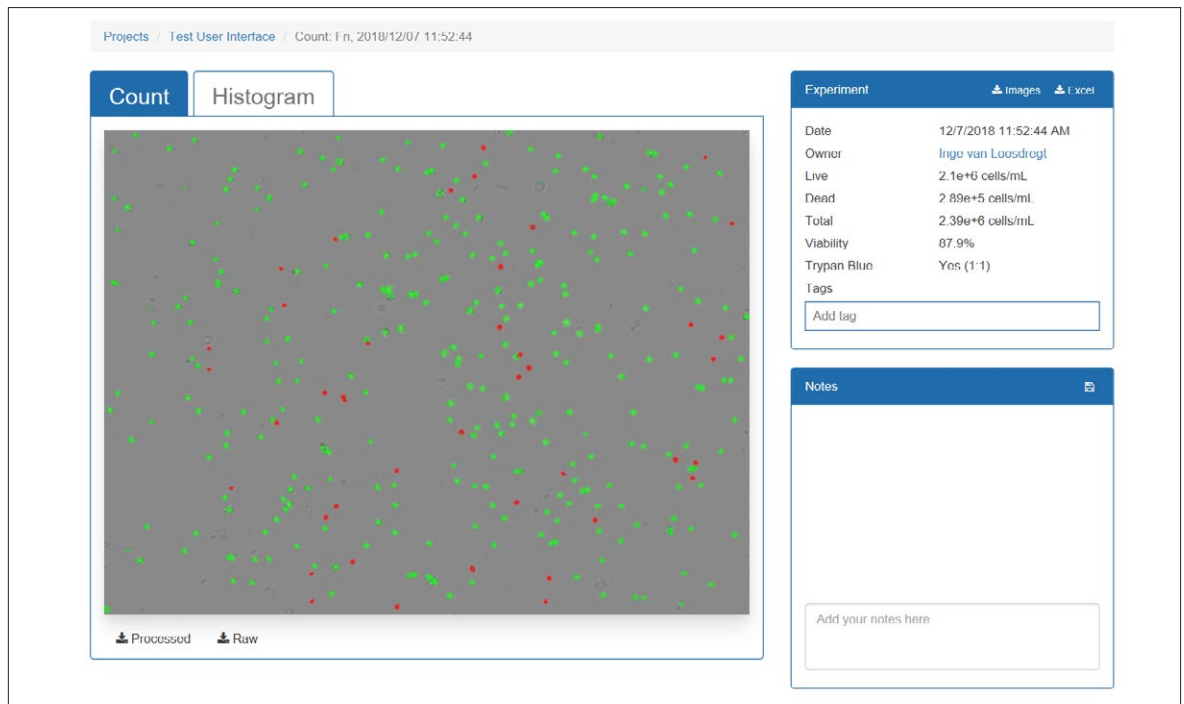 Projects / Test User Interface / Count: Fri, 2018/12/07 11:52:44
Count Histogram
Processed Raw
Experiment Images Excel
Date 12/7/2018 11:52:44 AM
Owner Inge van Loosdregt
Live 2.1e+6 cells/mL
Dead 2.89e+5 cells/mL
Total 2.39e+6 cells/mL
Viability 87.9%
Trypan Blue Yes (1:1)
Tags
Add tag
Notes
Add your notes here